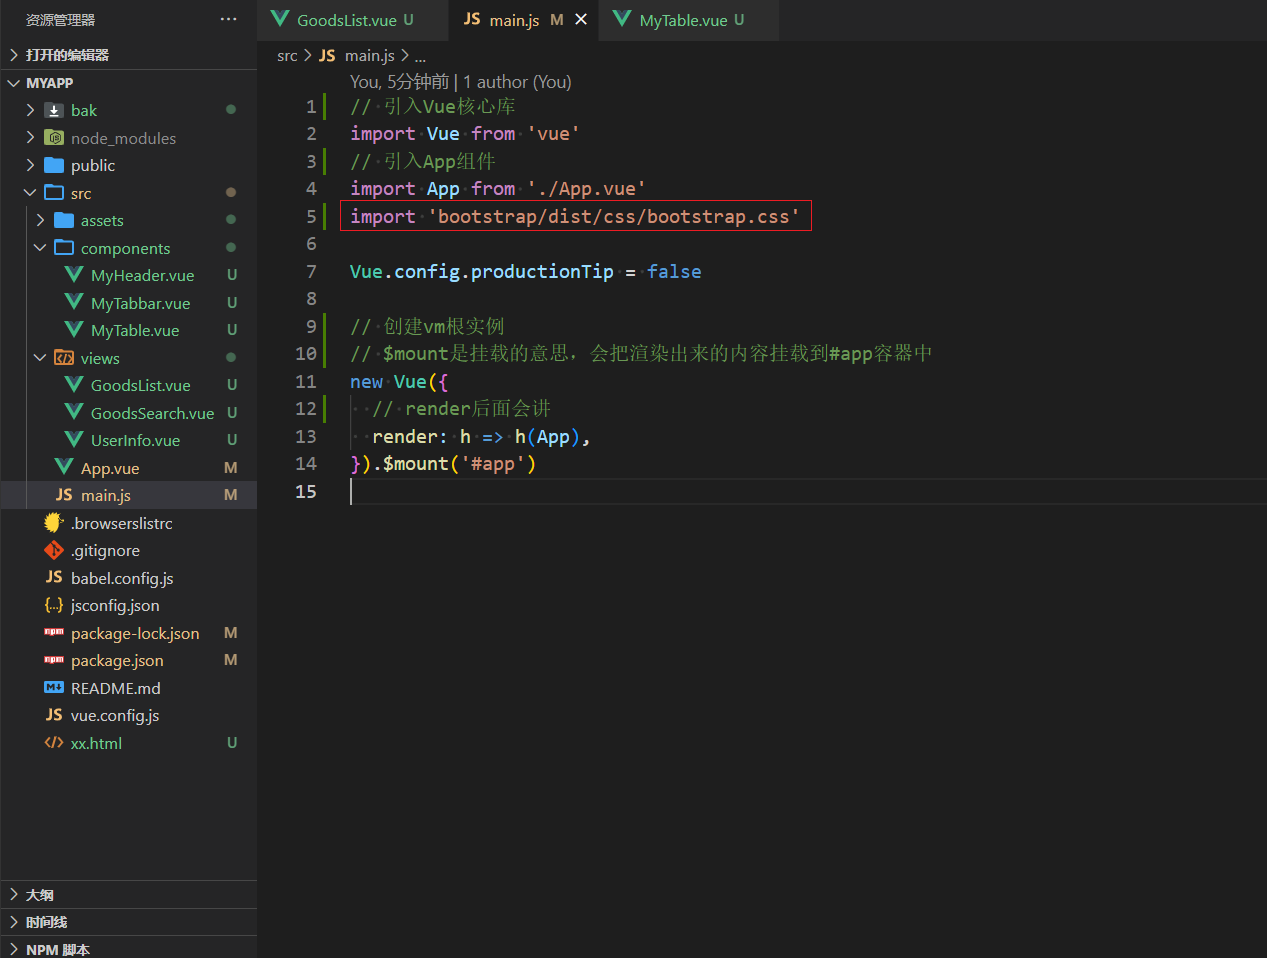 资源管理器 ···
打开的编辑器
MYAPP
bak
node_modules
public
src
assets
components
MyHeader.vue U
MyTabbar.vue U
MyTable.vue U
views
GoodsList.vue U
GoodsSearch.vue U
UserInfo.vue U
App.vue M
JS main.js M
.browserslistrc
.gitignore
JS babel.config.js
{..} jsconfig.json
npm package-lock.json M
npm package.json M
M↓ README.md
JS vue.config.js
</> xx.html U
大纲
时间线
NPM 脚本
GoodsList.vue U
JS main.js M ×
MyTable.vue U
src > JS main.js > ...
You, 5分钟前 | 1 author (You)
1 // 引入Vue核心库
2 import Vue from 'vue'
3 // 引入App组件
4 import App from './App.vue'
5 import 'bootstrap/dist/css/bootstrap.css'
6
7 Vue.config.productionTip = false
8
9 // 创建vm根实例
10 // $mount是挂载的意思，会把渲染出来的内容挂载到#app容器中
11 new Vue({
12 // render后面会讲
13 render: h => h(App),
14 }).$mount('#app')
15